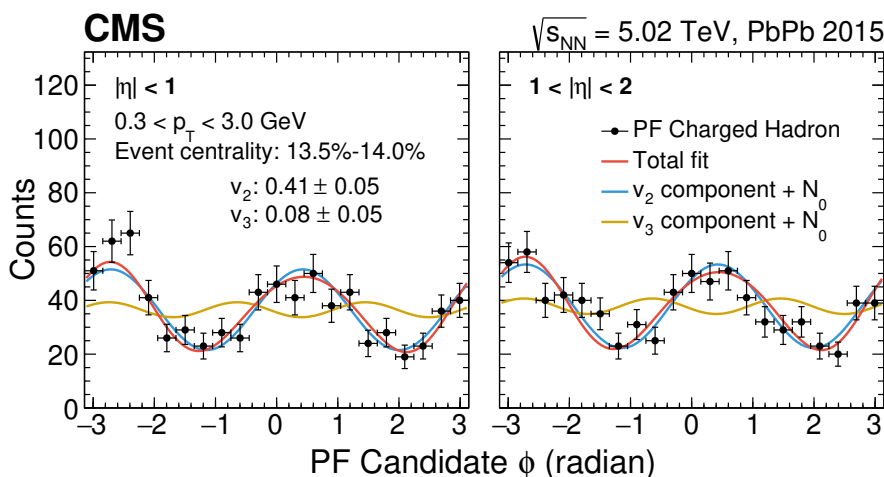 CMS
√s_NN = 5.02 TeV, PbPb 2015
|η| < 1
0.3 < p_T < 3.0 GeV
Event centrality: 13.5%-14.0%
v_2: 0.41 ± 0.05
v_3: 0.08 ± 0.05
1 < |η| < 2
PF Charged Hadron
Total fit
v_2 component + N_0
v_3 component + N_0
Counts
120
100
80
60
40
20
0
−3 −2 −1 0 1 2 3
−3 −2 −1 0 1 2 3
PF Candidate ϕ (radian)